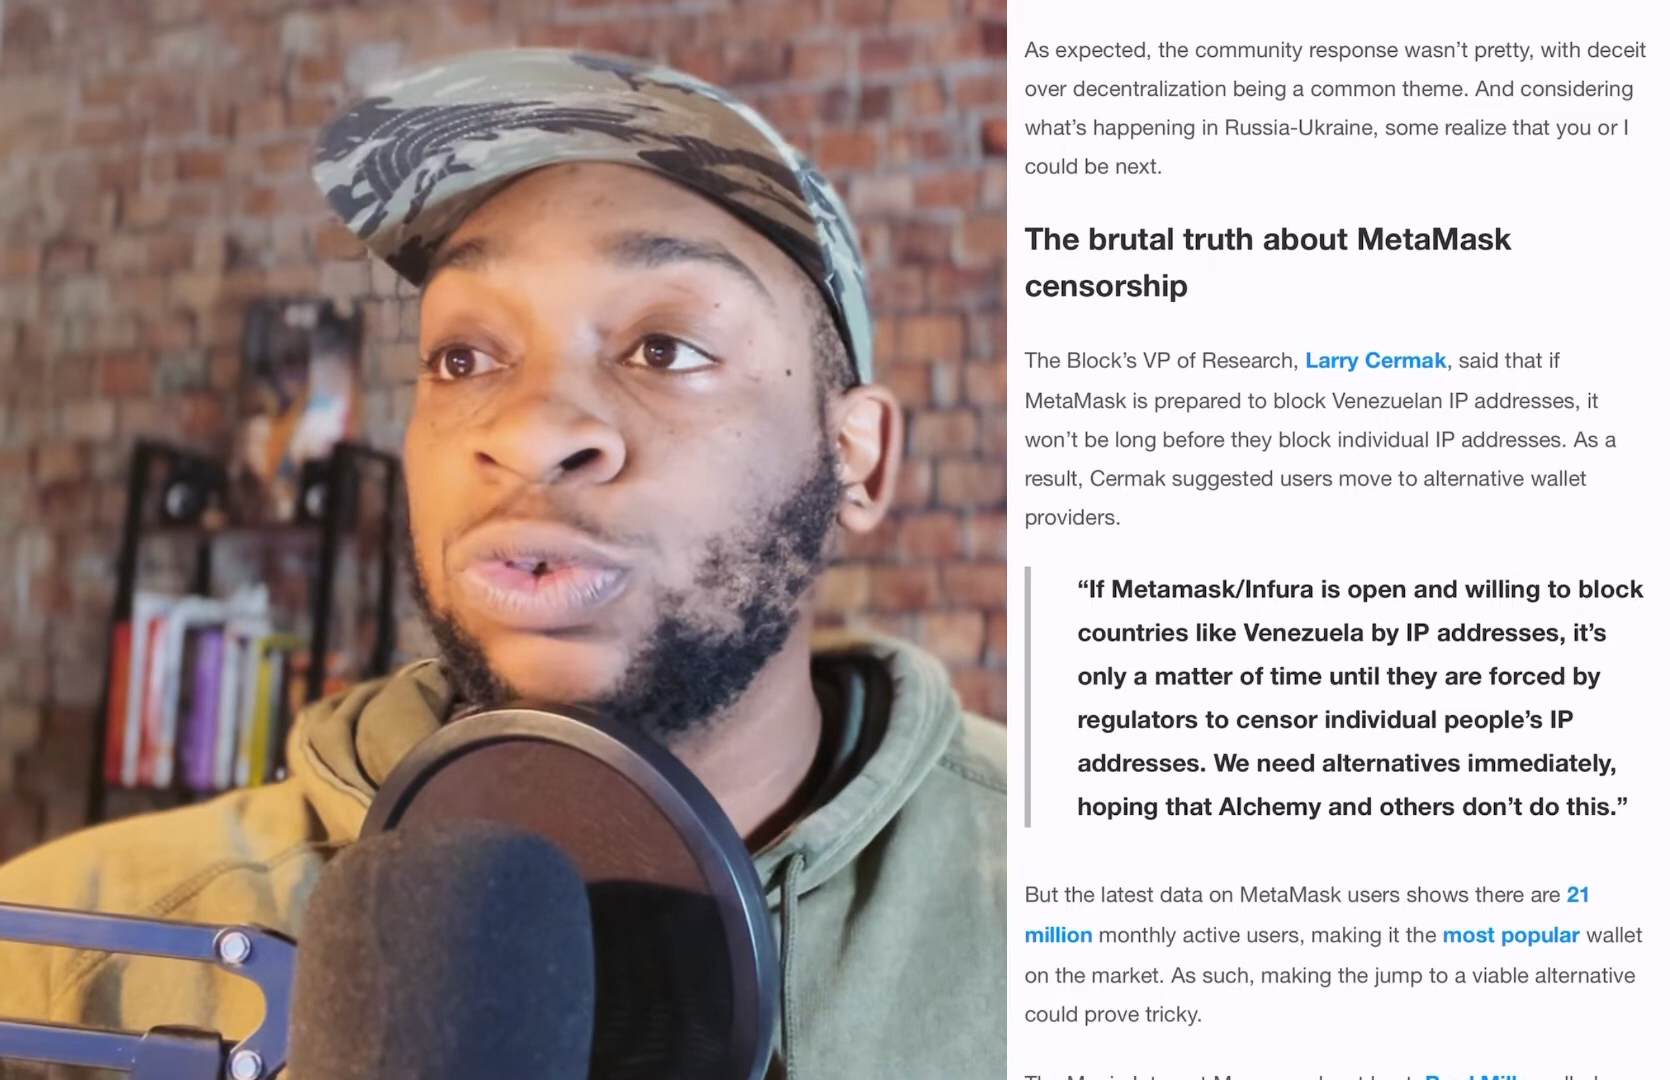 As expected, the community response wasn’t pretty, with deceit
over decentralization being a common theme. And considering
what’s happening in Russia-Ukraine, some realize that you or I
could be next.
The brutal truth about MetaMask
censorship
The Block’s VP of Research, Larry Cermak, said that if
MetaMask is prepared to block Venezuelan IP addresses, it
won’t be long before they block individual IP addresses. As a
result, Cermak suggested users move to alternative wallet
providers.
“If Metamask/Infura is open and willing to block
countries like Venezuela by IP addresses, it’s
only a matter of time until they are forced by
regulators to censor individual people’s IP
addresses. We need alternatives immediately,
hoping that Alchemy and others don’t do this.”
But the latest data on MetaMask users shows there are 21
million monthly active users, making it the most popular wallet
on the market. As such, making the jump to a viable alternative
could prove tricky.